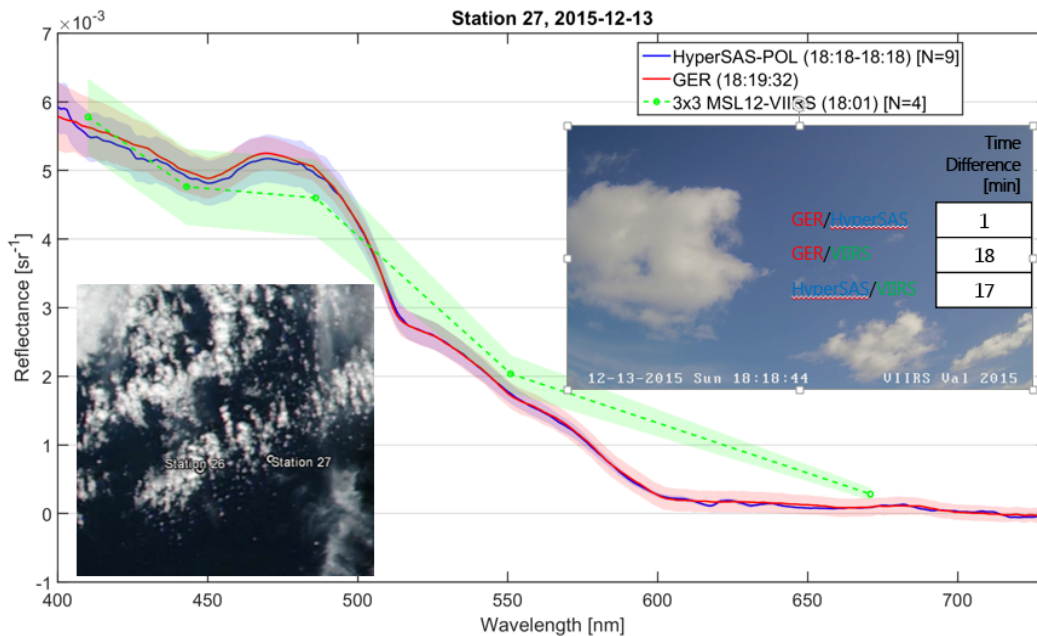 Station 27, 2015-12-13
×10⁻³
HyperSAS-POL (18:18-18:18) [N=9]
GER (18:19:32)
3x3 MSL12-VIIRS (18:01) [N=4]
7
6
5
4
3
2
1
0
-1
Reflectance [sr⁻¹]
Time
Difference
[min]
GER/HyperSAS 1
GER/VIIRS 18
HyperSAS/VIIRS 17
12-13-2015 Sun 18:18:44 VIIRS Val 2015
Station 26 Station 27
400 450 500 550 600 650 700
Wavelength [nm]